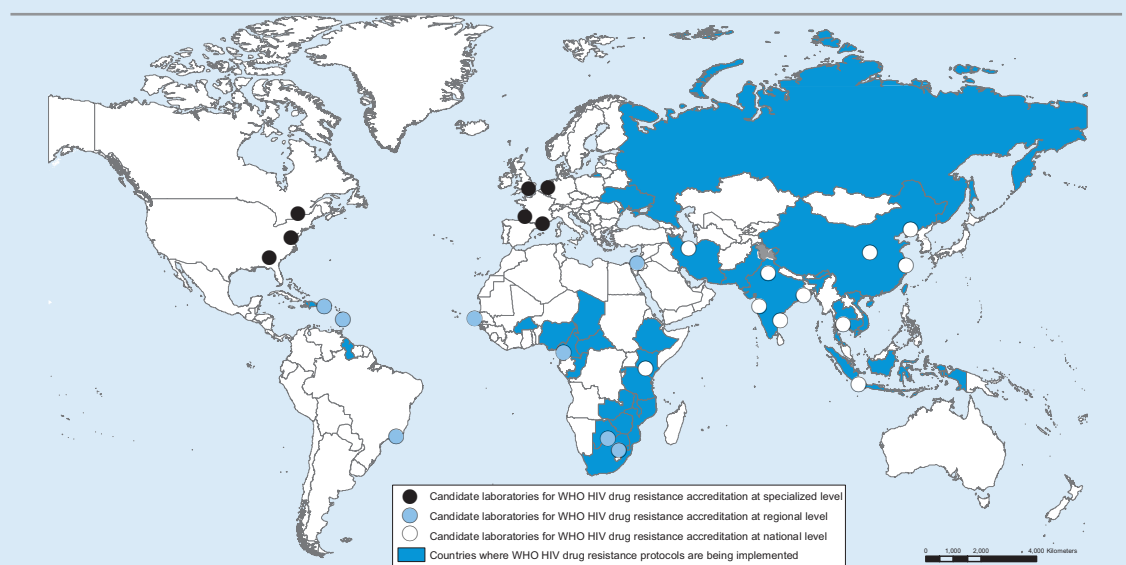 Candidate laboratories for WHO HIV drug resistance accreditation at specialized level
Candidate laboratories for WHO HIV drug resistance accreditation at regional level
Candidate laboratories for WHO HIV drug resistance accreditation at national level
Countries where WHO HIV drug resistance protocols are being implemented
0 1,000 2,000 4,000 Kilometers